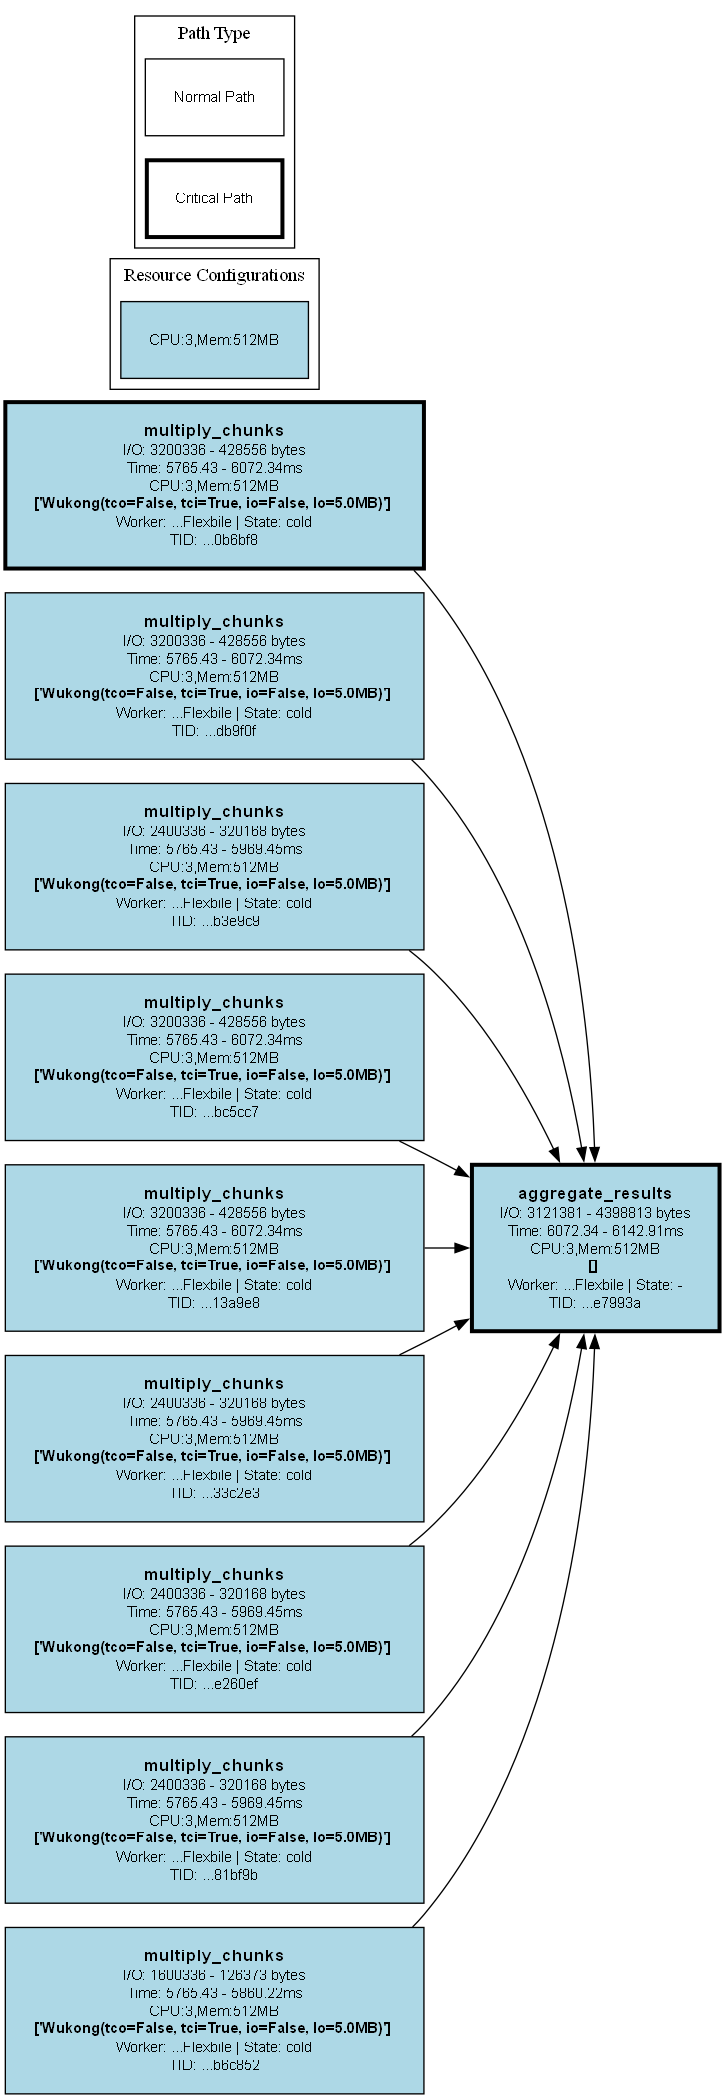 Path Type
Normal Path
Critical Path
Resource Configurations
CPU:3,Mem:512MB
multiply_chunks
I/O: 3200336 - 428556 bytes
Time: 5765.43 - 6072.34ms
CPU:3,Mem:512MB
['Wukong(tco=False, tci=True, io=False, lo=5.0MB)']
Worker: ...Flexbile | State: cold
TID: ...0b6bf8
multiply_chunks
I/O: 3200336 - 428556 bytes
Time: 5765.43 - 6072.34ms
CPU:3,Mem:512MB
['Wukong(tco=False, tci=True, io=False, lo=5.0MB)']
Worker: ...Flexbile | State: cold
TID: ...db9f0f
multiply_chunks
I/O: 2400336 - 320168 bytes
Time: 5765.43 - 5969.45ms
CPU:3,Mem:512MB
['Wukong(tco=False, tci=True, io=False, lo=5.0MB)']
Worker: ...Flexbile | State: cold
TID: ...b3e9c9
multiply_chunks
I/O: 3200336 - 428556 bytes
Time: 5765.43 - 6072.34ms
CPU:3,Mem:512MB
['Wukong(tco=False, tci=True, io=False, lo=5.0MB)']
Worker: ...Flexbile | State: cold
TID: ...bc5cc7
multiply_chunks
I/O: 3200336 - 428556 bytes
Time: 5765.43 - 6072.34ms
CPU:3,Mem:512MB
['Wukong(tco=False, tci=True, io=False, lo=5.0MB)']
Worker: ...Flexbile | State: cold
TID: ...13a9e8
aggregate_results
I/O: 3121381 - 4398813 bytes
Time: 6072.34 - 6142.91ms
CPU:3,Mem:512MB
[]
Worker: ...Flexbile | State: -
TID: ...e7993a
multiply_chunks
I/O: 2400336 - 320168 bytes
Time: 5765.43 - 5969.45ms
CPU:3,Mem:512MB
['Wukong(tco=False, tci=True, io=False, lo=5.0MB)']
Worker: ...Flexbile | State: cold
TID: ...33c2e3
multiply_chunks
I/O: 2400336 - 320168 bytes
Time: 5765.43 - 5969.45ms
CPU:3,Mem:512MB
['Wukong(tco=False, tci=True, io=False, lo=5.0MB)']
Worker: ...Flexbile | State: cold
TID: ...e260ef
multiply_chunks
I/O: 2400336 - 320168 bytes
Time: 5765.43 - 5969.45ms
CPU:3,Mem:512MB
['Wukong(tco=False, tci=True, io=False, lo=5.0MB)']
Worker: ...Flexbile | State: cold
TID: ...81bf9b
multiply_chunks
I/O: 1600336 - 126373 bytes
Time: 5765.43 - 5860.22ms
CPU:3,Mem:512MB
['Wukong(tco=False, tci=True, io=False, lo=5.0MB)']
Worker: ...Flexbile | State: cold
TID: ...b6c852